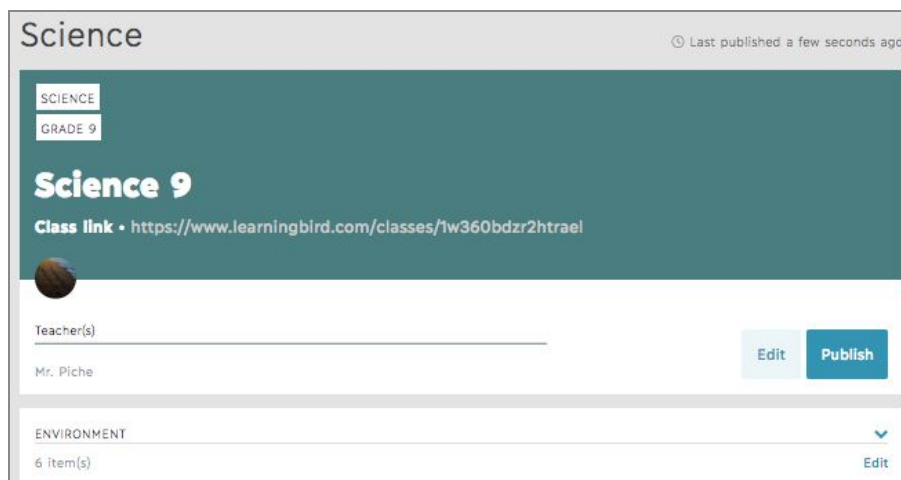 Science
Last published a few seconds ago
SCIENCE
GRADE 9
Science 9
Class link • https://www.learningbird.com/classes/1w360bdzr2htrael
Teacher(s)
Mr. Piche
Edit
Publish
ENVIRONMENT
6 item(s)
Edit